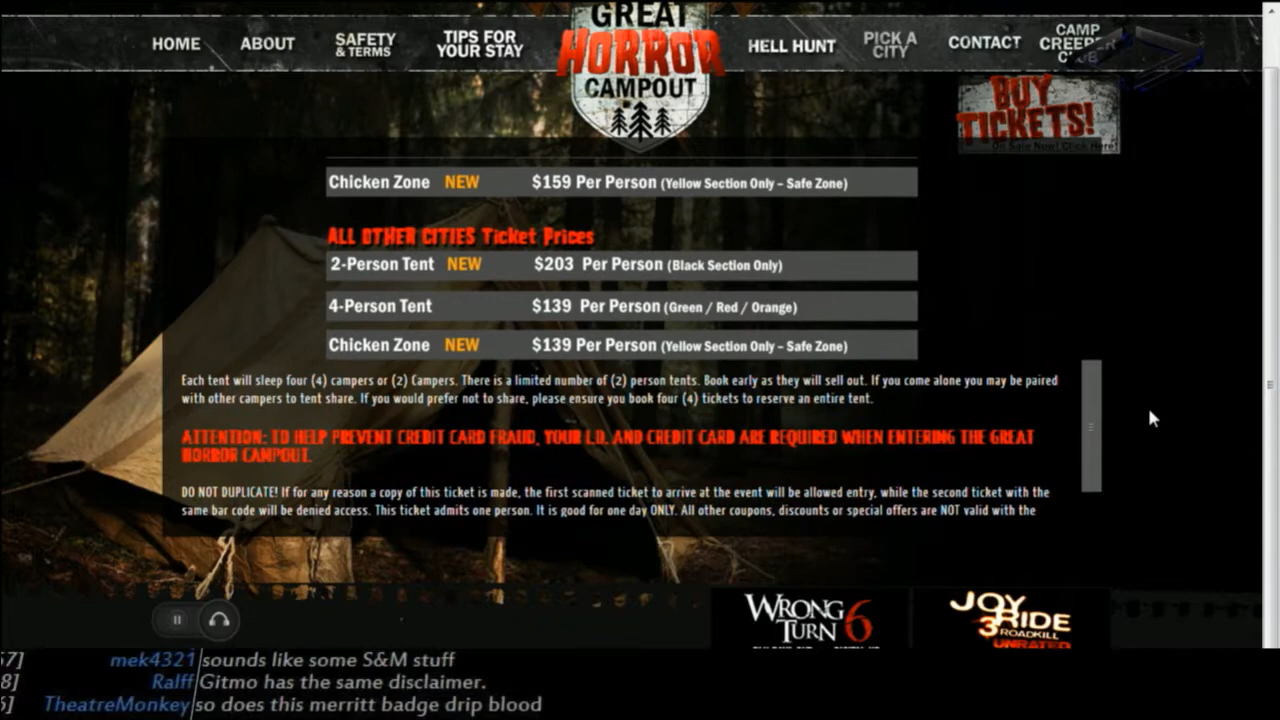 HOME
ABOUT
SAFETY
& TERMS
TIPS FOR
YOUR STAY
GREAT
HORROR
CAMPOUT
HELL HUNT
PICK A
CITY
CONTACT
CAMP
CREEPER
CLUB
BUY
TICKETS!
On Sale Now! Click Here!
Chicken Zone NEW $159 Per Person (Yellow Section Only – Safe Zone)
ALL OTHER CITIES Ticket Prices
2-Person Tent NEW $203 Per Person (Black Section Only)
4-Person Tent $139 Per Person (Green / Red / Orange)
Chicken Zone NEW $139 Per Person (Yellow Section Only – Safe Zone)
Each tent will sleep four (4) campers or (2) Campers. There is a limited number of (2) person tents. Book early as they will sell out. If you come alone you may be paired
with other campers to tent share. If you would prefer not to share, please ensure you book four (4) tickets to reserve an entire tent.
ATTENTION: TO HELP PREVENT CREDIT CARD FRAUD, YOUR I.D. AND CREDIT CARD ARE REQUIRED WHEN ENTERING THE GREAT
HORROR CAMPOUT.
DO NOT DUPLICATE! If for any reason a copy of this ticket is made, the first scanned ticket to arrive at the event will be allowed entry, while the second ticket with the
same bar code will be denied access. This ticket admits one person. It is good for one day ONLY. All other coupons, discounts or special offers are NOT valid with the
WRONG
TURN 6
JOY
RIDE
3 ROADKILL
UNRATED
57] mek4321 sounds like some S&M stuff
8] Ralff Gitmo has the same disclaimer.
6] TheatreMonkey so does this merritt badge drip blood